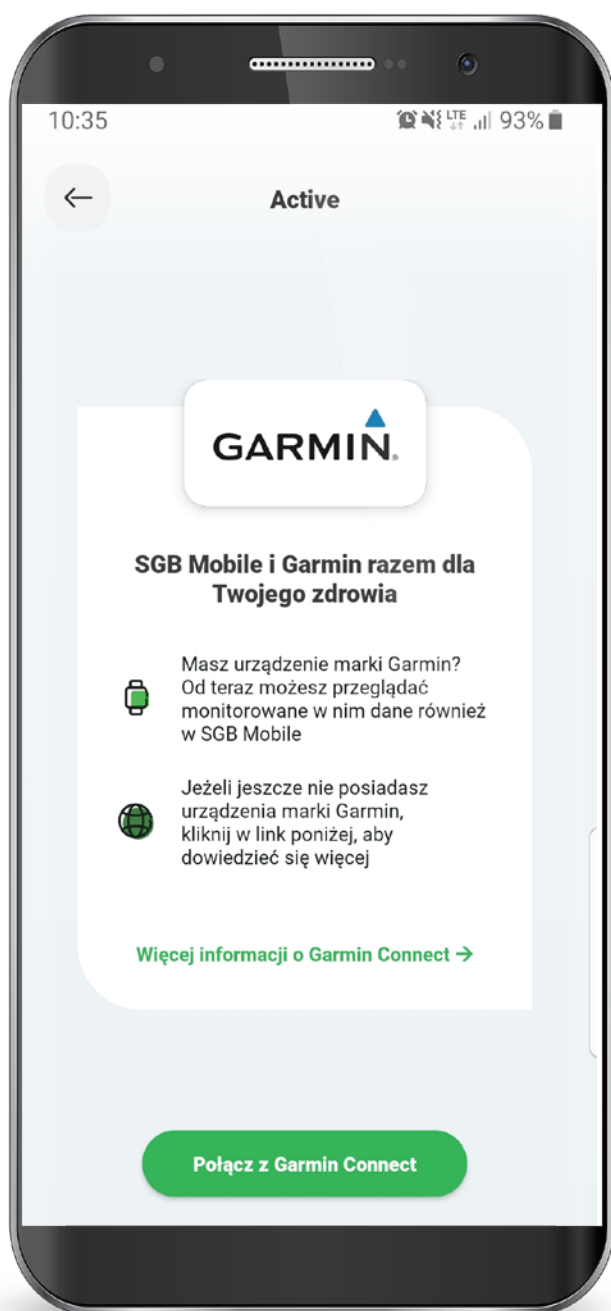 10:35
LTE
93%
Active
GARMIN®
SGB Mobile i Garmin razem dla
Twojego zdrowia
Masz urządzenie marki Garmin?
Od teraz możesz przeglądać
monitorowane w nim dane również
w SGB Mobile
Jeżeli jeszcze nie posiadasz
urządzenia marki Garmin,
kliknij w link poniżej, aby
dowiedzieć się więcej
Więcej informacji o Garmin Connect →
Połącz z Garmin Connect